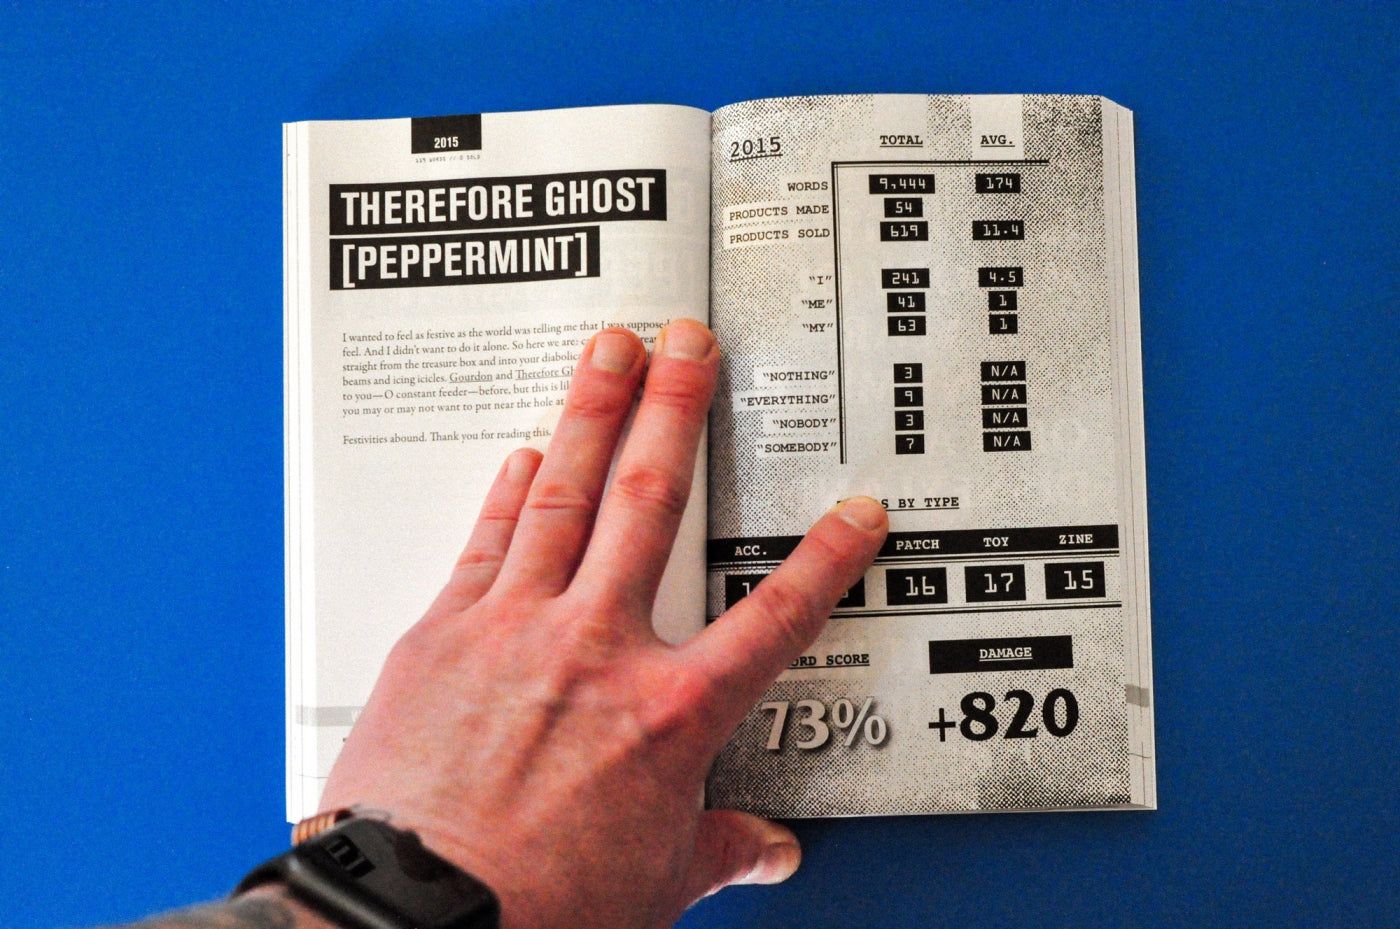 2015
119 WORDS // 0 SOLD
THEREFORE GHOST
[PEPPERMINT]
I wanted to feel as festive as the world was telling me that I was supposed
feel. And I didn't want to do it alone. So here we are:
straight from the treasure box and into your
beams and icing icicles. Gourdon and Therefore
to you—O constant feeder—before, but this is
you may or may not want to put near the hole at
Festivities abound. Thank you for reading this.
2015 TOTAL AVG.
WORDS 9,444 174
PRODUCTS MADE 54
PRODUCTS SOLD 619 11.4
"I" 241 4.5
"ME" 41 1
"MY" 63 1
"NOTHING" 3 N/A
"EVERYTHING" 9 N/A
"NOBODY" 3 N/A
"SOMEBODY" 7 N/A
BY TYPE
ACC. PATCH TOY ZINE
16 17 15
SCORE DAMAGE
73% +820